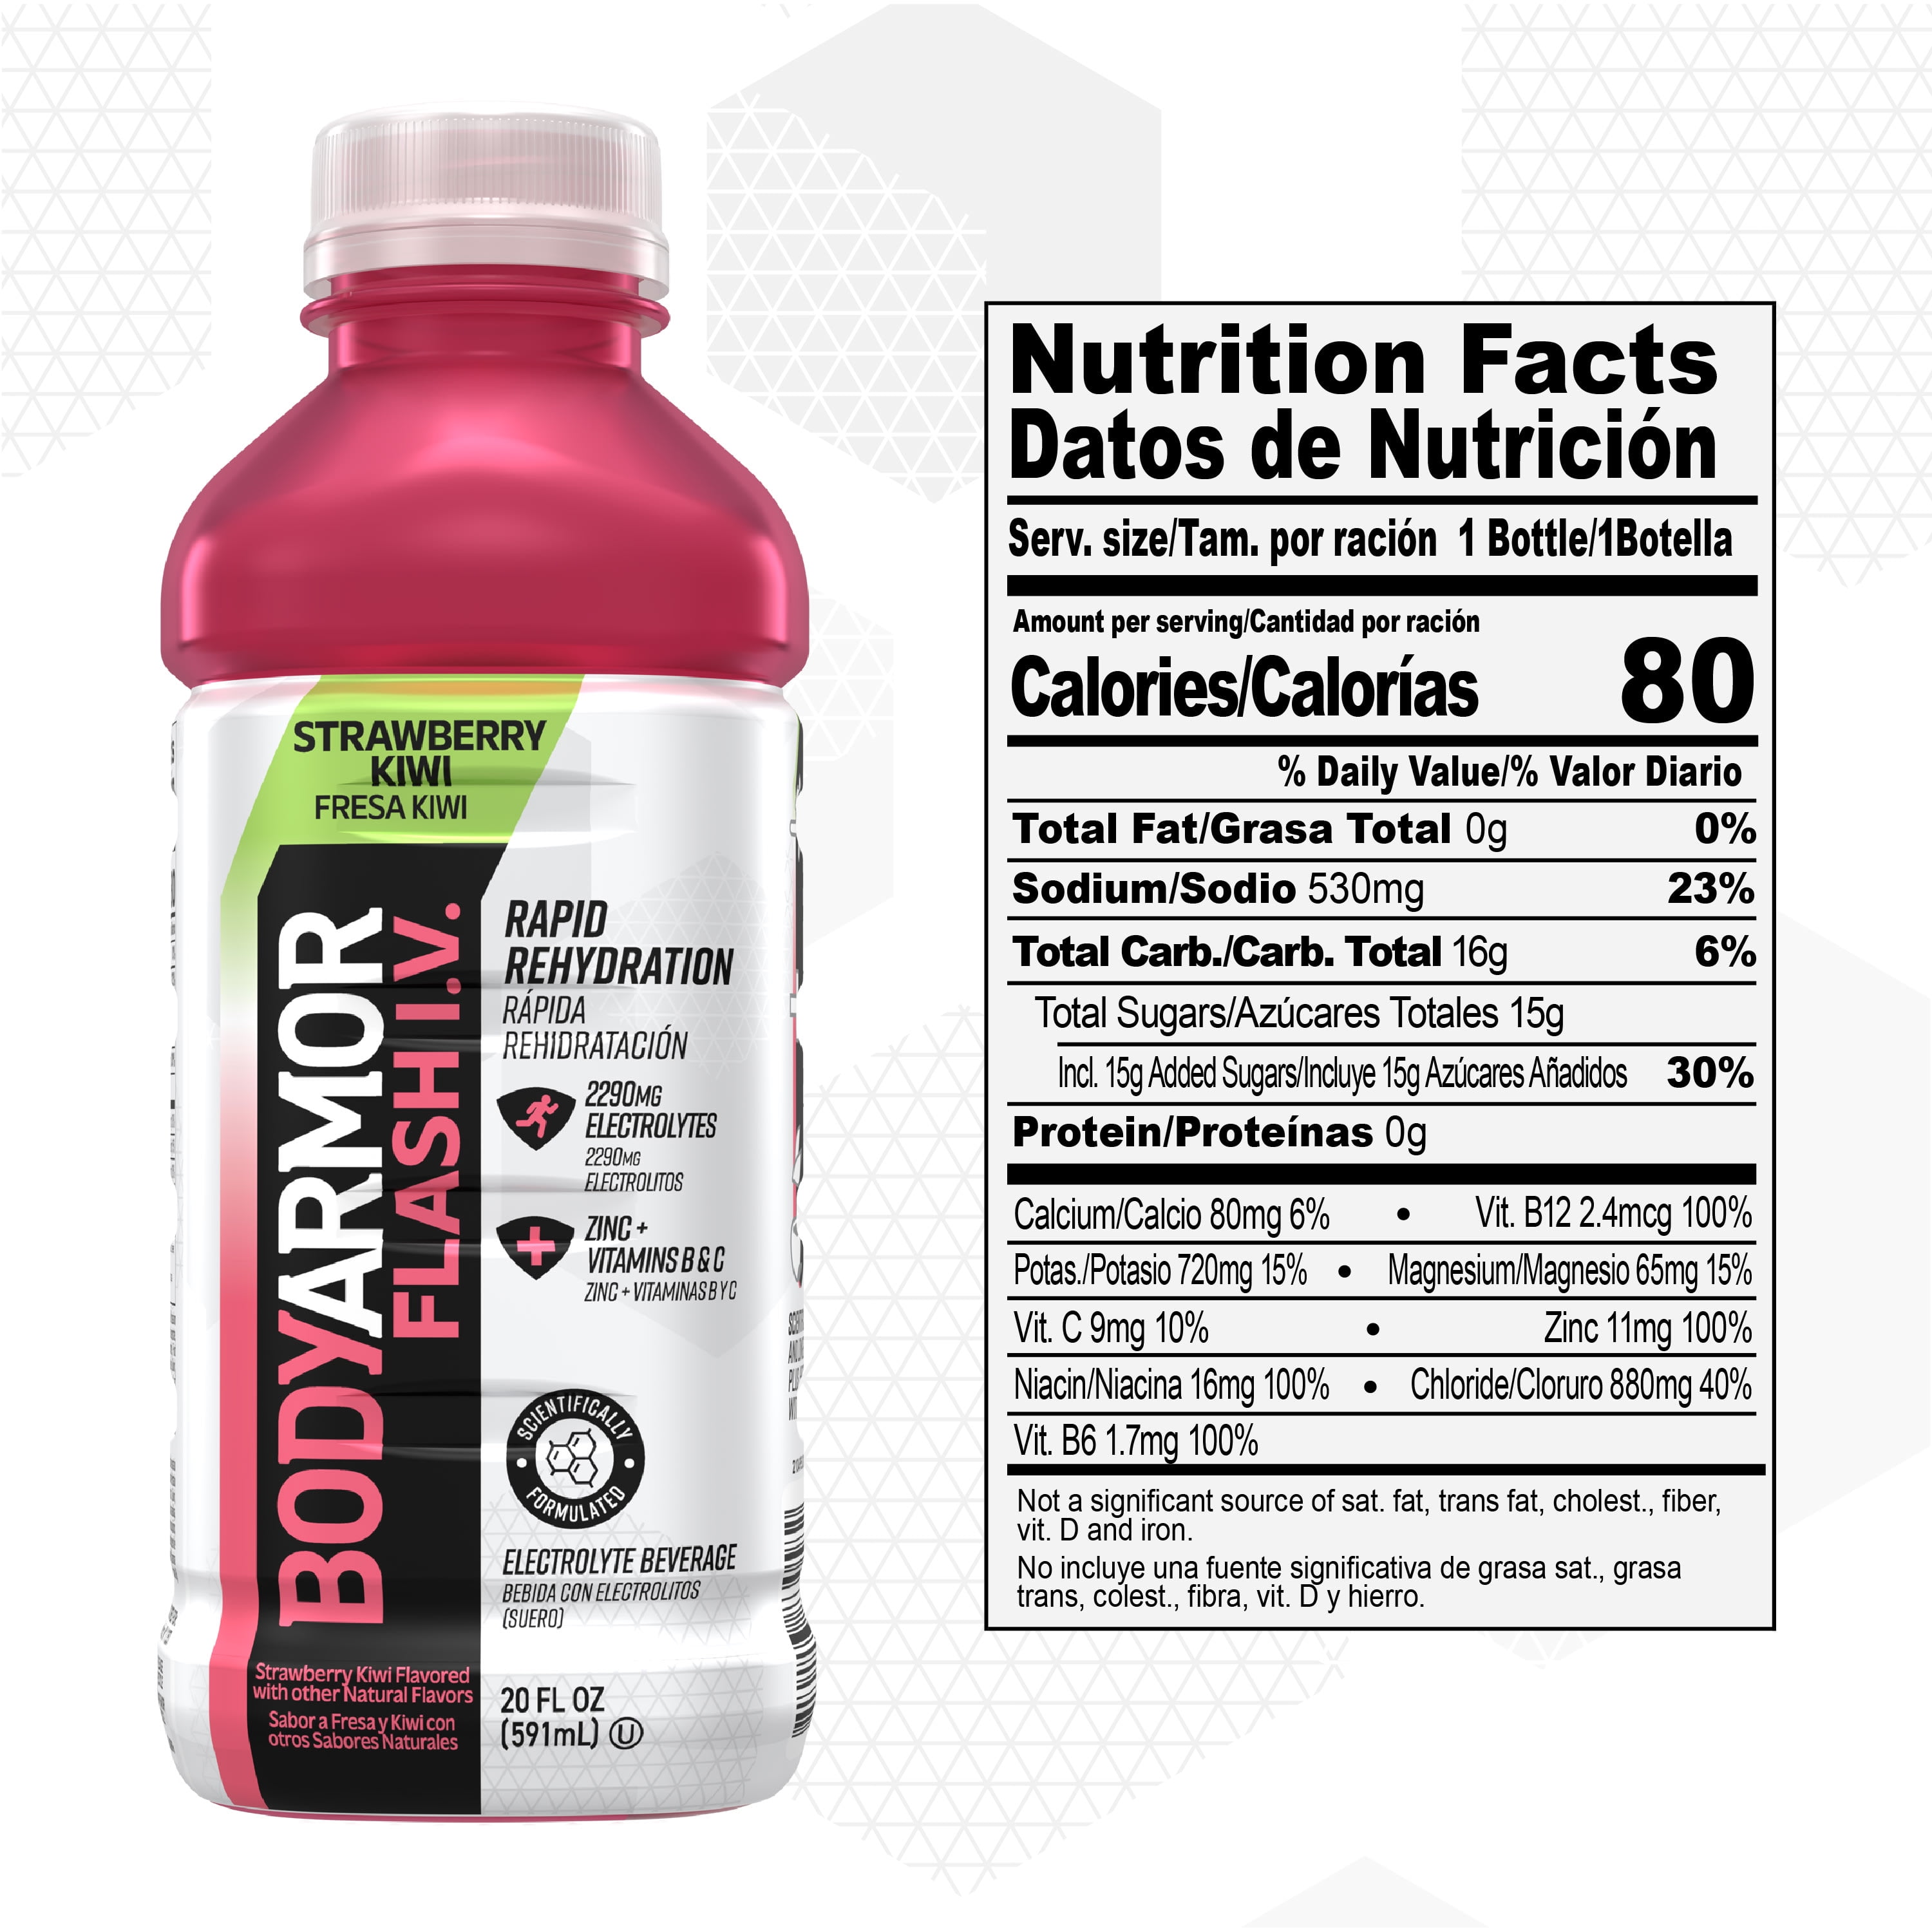 STRAWBERRY
KIWI
FRESA KIWI
BODYARMOR
FLASH I.V.
RAPID
REHYDRATION
RÁPIDA
REHIDRATACIÓN
2290MG
ELECTROLYTES
2290MG
ELECTROLITOS
ZINC +
VITAMINS B & C
ZINC + VITAMINAS B Y C
SCIENTIFICALLY
FORMULATED
ELECTROLYTE BEVERAGE
BEBIDA CON ELECTROLITOS
(SUERO)
Strawberry Kiwi Flavored
with other Natural Flavors
Sabor a Fresa y Kiwi con
otros Sabores Naturales
20 FL OZ
(591mL) U
Nutrition Facts
Datos de Nutrición
Serv. size/Tam. por ración 1 Bottle/1Botella
Amount per serving/Cantidad por ración
Calories/Calorías 80
% Daily Value/% Valor Diario
Total Fat/Grasa Total 0g 0%
Sodium/Sodio 530mg 23%
Total Carb./Carb. Total 16g 6%
Total Sugars/Azúcares Totales 15g
Incl. 15g Added Sugars/Incluye 15g Azúcares Añadidos 30%
Protein/Proteínas 0g
Calcium/Calcio 80mg 6% • Vit. B12 2.4mcg 100%
Potas./Potasio 720mg 15% • Magnesium/Magnesio 65mg 15%
Vit. C 9mg 10% • Zinc 11mg 100%
Niacin/Niacina 16mg 100% • Chloride/Cloruro 880mg 40%
Vit. B6 1.7mg 100%
Not a significant source of sat. fat, trans fat, cholest., fiber,
vit. D and iron.
No incluye una fuente significativa de grasa sat., grasa
trans, colest., fibra, vit. D y hierro.